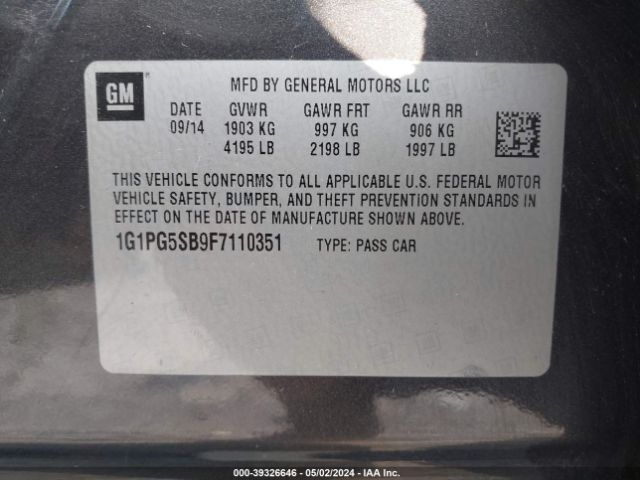 GM
MFD BY GENERAL MOTORS LLC
DATE GVWR GAWR FRT GAWR RR
09/14 1903 KG 997 KG 906 KG
4195 LB 2198 LB 1997 LB
THIS VEHICLE CONFORMS TO ALL APPLICABLE U.S. FEDERAL MOTOR
VEHICLE SAFETY, BUMPER, AND THEFT PREVENTION STANDARDS IN
EFFECT ON THE DATE OF MANUFACTURE SHOWN ABOVE.
1G1PG5SB9F7110351 TYPE: PASS CAR
00-39326646 — 05/02/2024 — IAA Inc.